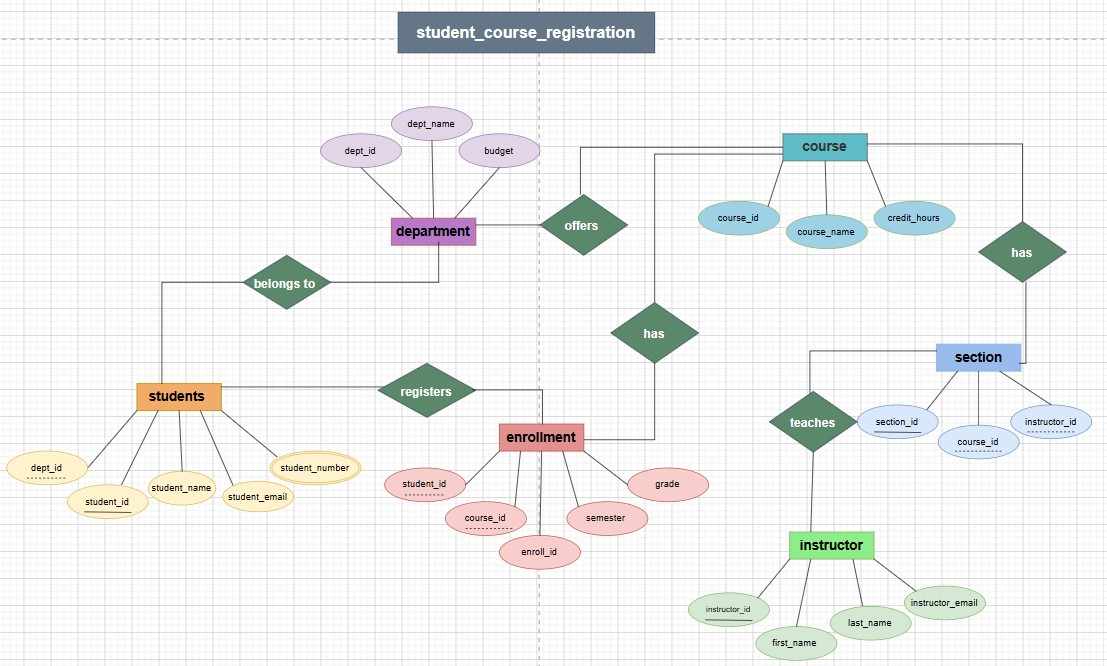 student_course_registration
dept_name
dept_id
budget
course
department
offers
course_id
course_name
credit_hours
has
belongs to
has
section
students
registers
enrollment
teaches
section_id
course_id
instructor_id
dept_id
student_id
student_name
student_email
student_number
student_id
course_id
enroll_id
semester
grade
instructor
instructor_id
first_name
last_name
instructor_email